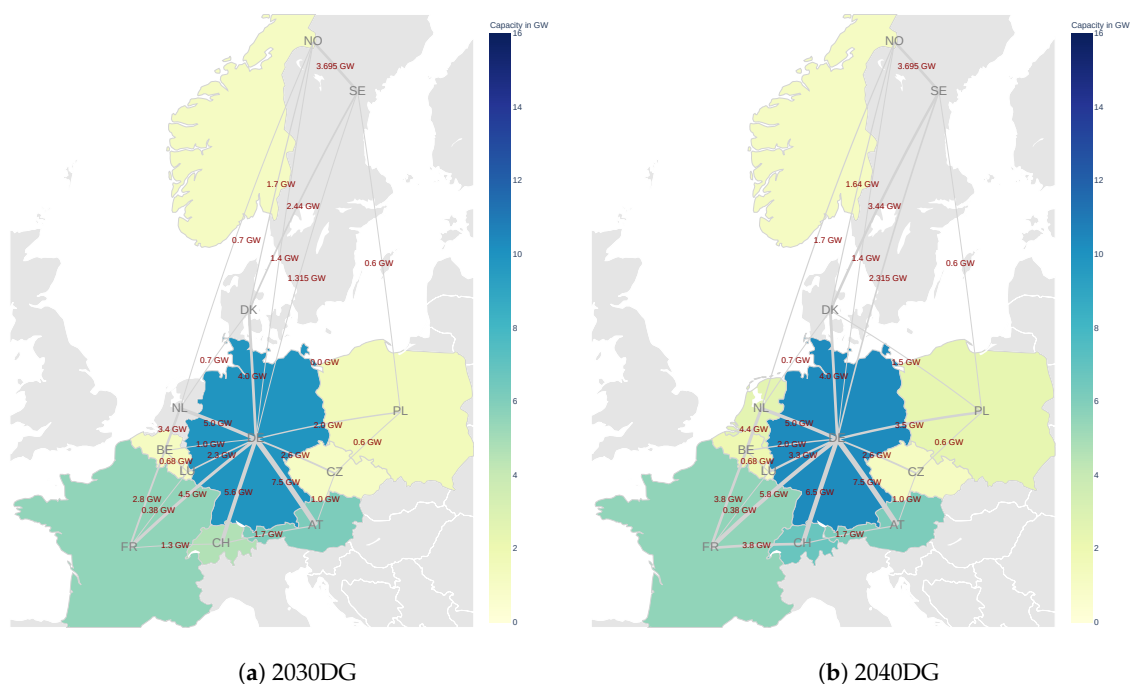 Capacity in GW
16
14
12
10
8
6
4
2
0
NO
3.695 GW
SE
1.7 GW
2.44 GW
0.7 GW
1.4 GW
0.6 GW
1.315 GW
DK
0.7 GW
0.0 GW
4.0 GW
NL
PL
5.0 GW
2.0 GW
3.4 GW
DE
1.0 GW
0.6 GW
BE
2.3 GW
2.6 GW
0.68 GW
LU
CZ
7.5 GW
4.5 GW
5.6 GW
2.8 GW
1.0 GW
0.38 GW
AT
1.7 GW
FR
1.3 GW
CH
(a) 2030DG
Capacity in GW
16
14
12
10
8
6
4
2
0
NO
3.695 GW
SE
1.64 GW
3.44 GW
1.7 GW
1.4 GW
0.6 GW
2.315 GW
DK
0.7 GW
1.5 GW
4.0 GW
NL
PL
5.0 GW
3.5 GW
4.4 GW
DE
2.0 GW
0.6 GW
BE
3.3 GW
2.6 GW
0.68 GW
LU
CZ
7.5 GW
5.8 GW
6.5 GW
3.8 GW
1.0 GW
0.38 GW
AT
1.7 GW
FR
3.8 GW
CH
(b) 2040DG